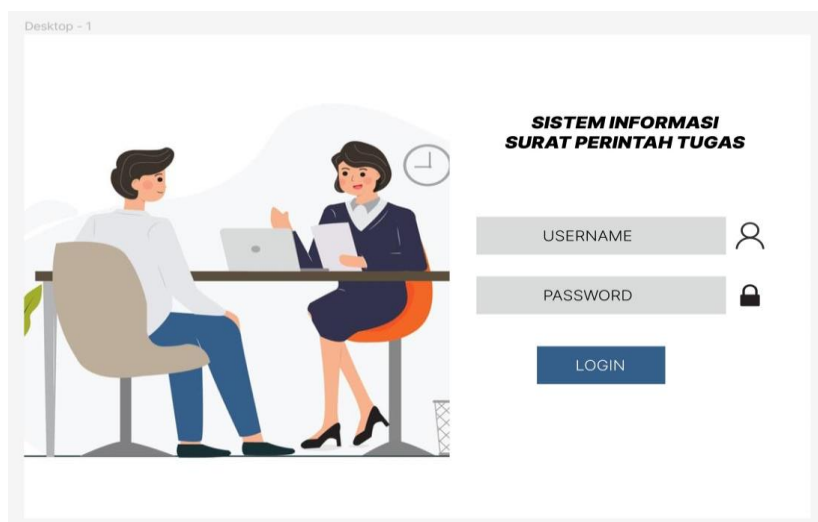 Desktop - 1
SISTEM INFORMASI
SURAT PERINTAH TUGAS
USERNAME
PASSWORD
LOGIN